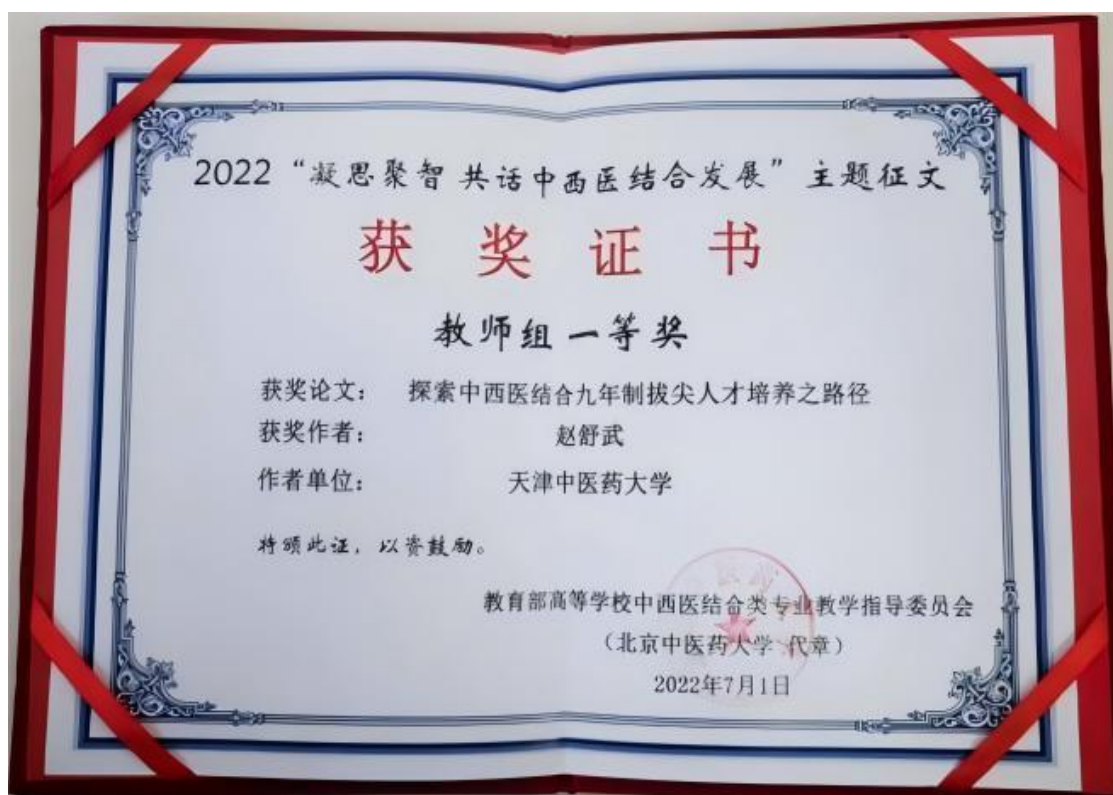 2022“凝思聚智 共话中西医结合发展”主题征文
获奖证书
教师组 一等奖
获奖论文： 探索中西医结合九年制拔尖人才培养之路径
获奖作者： 赵舒武
作者单位： 天津中医药大学
特颁此证，以资鼓励。
教育部高等学校中西医结合类专业教学指导委员会
（北京中医药大学 代章）
2022年7月1日